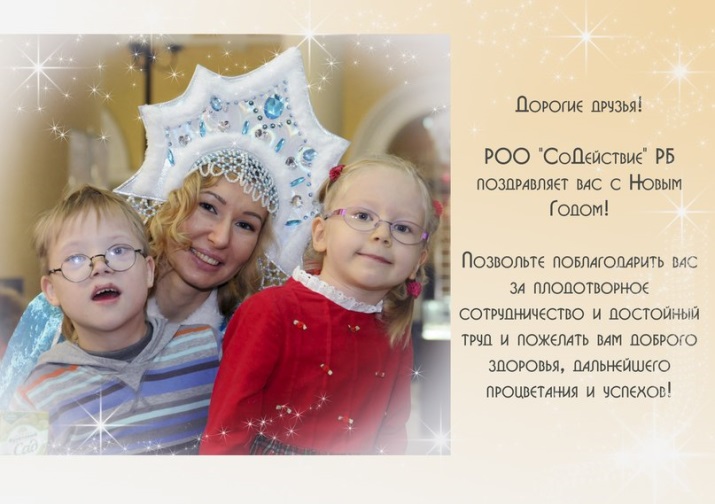 Дорогие друзья!
РОО "СоДействие" РБ
поздравляет вас с Новым
Годом!
Позвольте поблагодарить вас
за плодотворное
сотрудничество и достойный
труд и пожелать вам доброго
здоровья, дальнейшего
процветания и успехов!